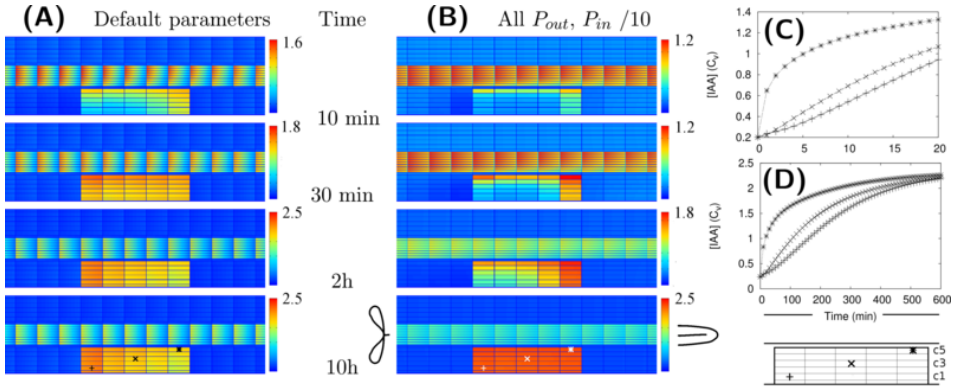 (A) Default parameters Time (B) All P_out, P_in /10
1.6
10 min
1.2
1.8
30 min
1.2
2.5
2h
1.8
2.5
10h
2.5
(C)
[IAA] (C_v)
1.4
1.2
1
0.8
0.6
0.4
0.2
0 5 10 15 20
(D)
[IAA] (C_v)
2.5
2
1.5
1
0.5
0
0 100 200 300 400 500 600
Time (min)
c5
c3
c1